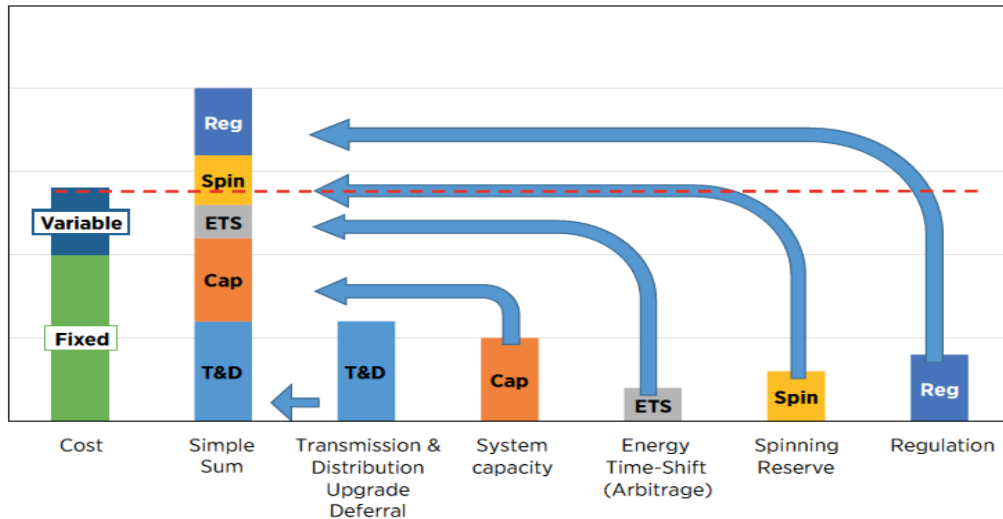 Reg
Spin
Variable
ETS
Cap
Fixed
T&D
T&D
Cap
ETS
Spin
Reg
Cost
Simple
Sum
Transmission &
Distribution
Upgrade
Deferral
System
capacity
Energy
Time-Shift
(Arbitrage)
Spinning
Reserve
Regulation